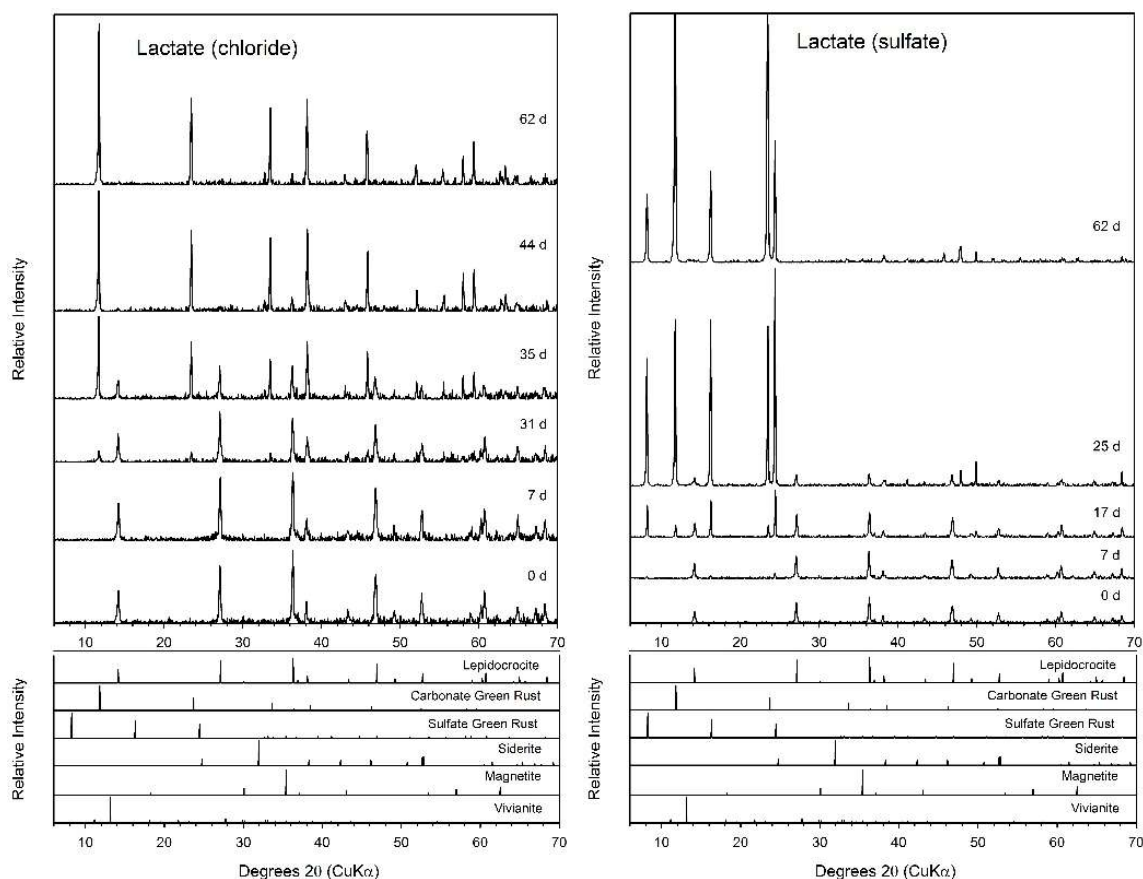 Lactate (chloride)
62 d
44 d
35 d
31 d
7 d
0 d
Relative Intensity
10 20 30 40 50 60 70
Lepidocrocite
Carbonate Green Rust
Sulfate Green Rust
Siderite
Magnetite
Vivianite
Relative Intensity
10 20 30 40 50 60 70
Degrees 2θ (CuKα)
Lactate (sulfate)
62 d
25 d
17 d
7 d
0 d
Relative Intensity
10 20 30 40 50 60 70
Lepidocrocite
Carbonate Green Rust
Sulfate Green Rust
Siderite
Magnetite
Vivianite
Relative Intensity
10 20 30 40 50 60 70
Degrees 2θ (CuKα)